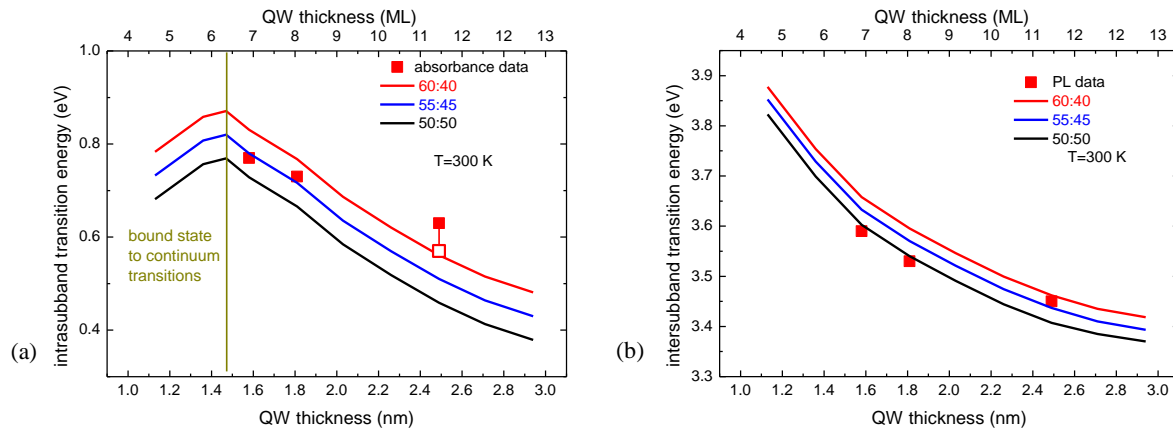 QW thickness (ML)
4 5 6 7 8 10 11 12 13
1.0
0.8
0.6
0.4
intrasubband transition energy (eV)
absorbance data
60:40
55:45
50:50
T=300 K
bound state
to continuum
transitions
(a)
1.0 1.2 1.4 1.6 1.8 2.0 2.2 2.4 2.6 2.8 3.0
QW thickness (nm)
QW thickness (ML)
4 5 6 7 8 10 11 11 12 13
3.9
3.8
3.7
3.6
3.5
3.4
3.3
intersubband transition energy (eV)
PL data
60:40
55:45
50:50
T=300 K
(b)
1.0 1.2 1.4 1.6 1.8 2.0 2.2 2.4 2.6 2.8 3.0
QW thickness (nm)